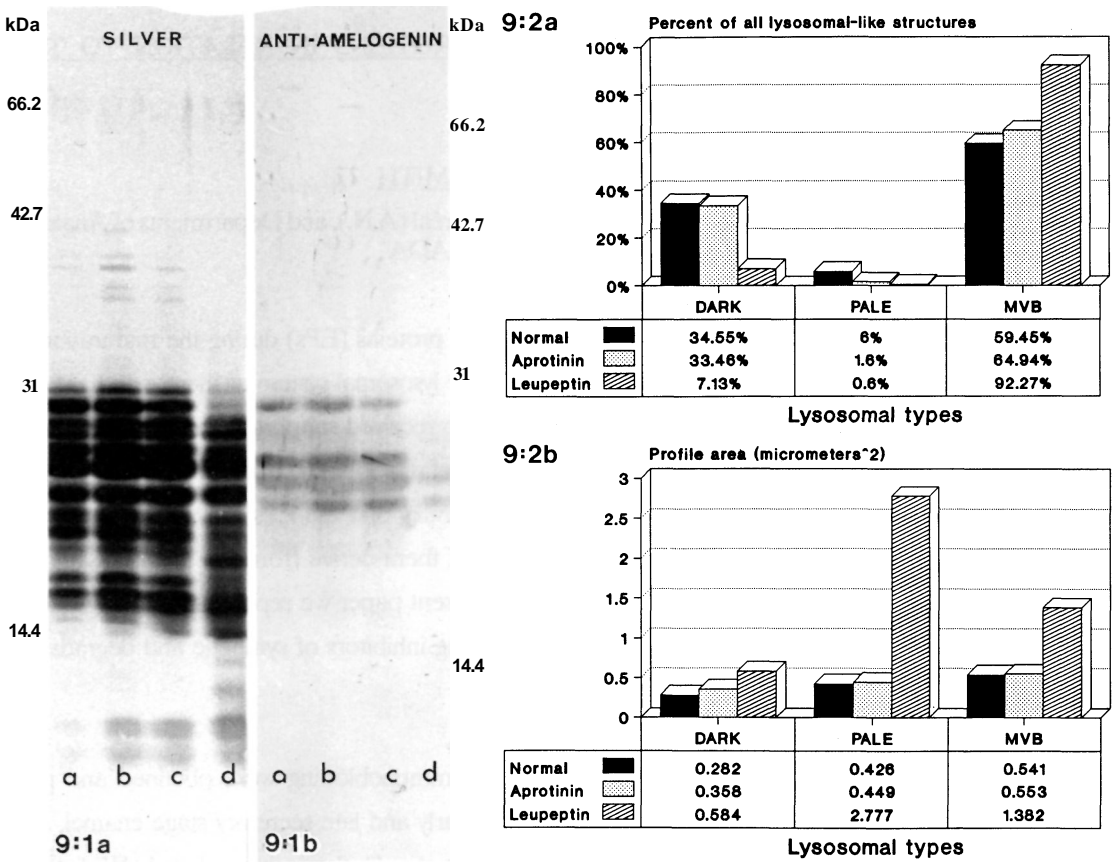 kDa
SILVER
ANTI-AMELOGENIN
kDa
66.2
66.2
42.7
42.7
31
31
14.4
14.4
a b c d
a b c d
9:1a
9:1b
9:2a
Percent of all lysosomal-like structures
100%
80%
60%
40%
20%
0%
DARK PALE MVB
Normal 34.55% 6% 59.45%
Aprotinin 33.46% 1.6% 64.94%
Leupeptin 7.13% 0.6% 92.27%
Lysosomal types
9:2b
Profile area (micrometers^2)
3
2.5
2
1.5
1
0.5
0
DARK PALE MVB
Normal 0.282 0.426 0.541
Aprotinin 0.358 0.449 0.553
Leupeptin 0.584 2.777 1.382
Lysosomal types